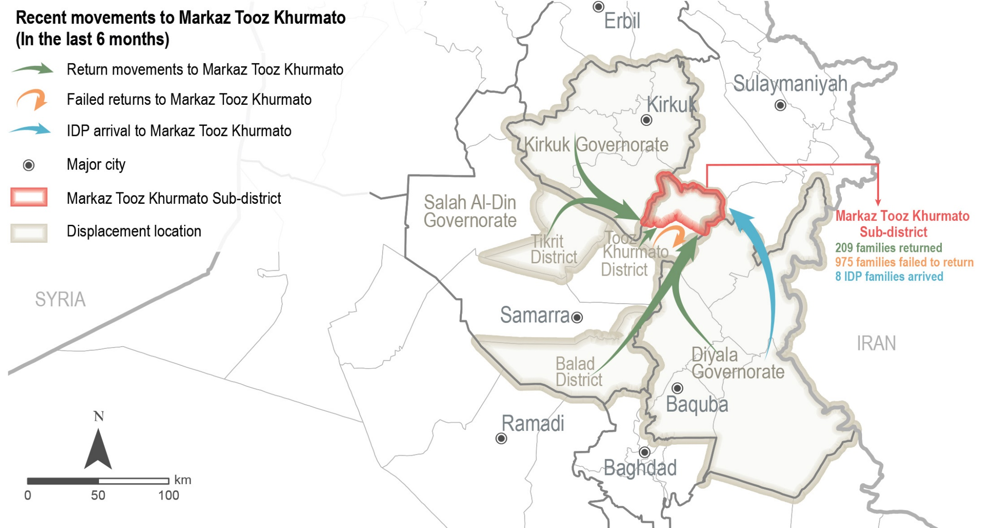 Recent movements to Markaz Tooz Khurmato
(In the last 6 months)
Return movements to Markaz Tooz Khurmato
Failed returns to Markaz Tooz Khurmato
IDP arrival to Markaz Tooz Khurmato
Major city
Markaz Tooz Khurmato Sub-district
Displacement location
Erbil
Sulaymaniyah
Kirkuk
Kirkuk Governorate
Salah Al-Din
Governorate
Markaz Tooz Khurmato
Sub-district
209 families returned
975 families failed to return
8 IDP families arrived
Tikrit
District
Tooz
Khurmato
District
SYRIA
Samarra
IRAN
Balad
District
Diyala
Governorate
Baquba
Ramadi
Baghdad
N
km
0
50
100